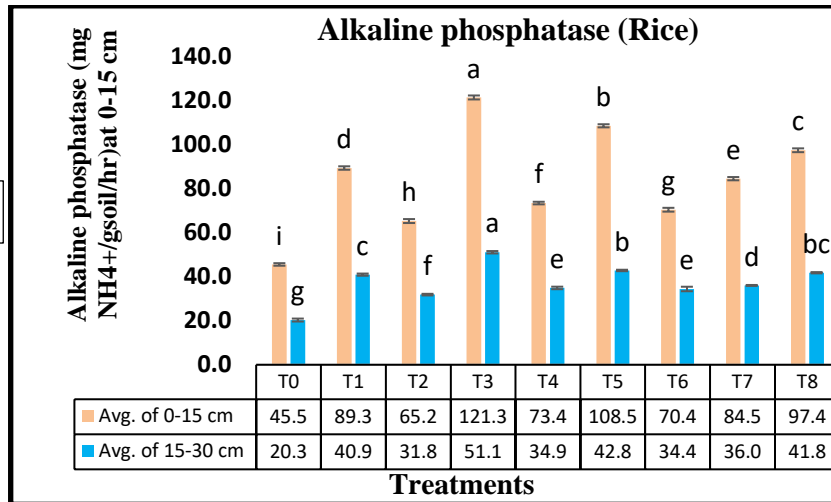 Alkaline phosphatase (Rice)
Alkaline phosphatase (mg
NH4+/gsoil/hr)at 0-15 cm
140.0
120.0
100.0
80.0
60.0
40.0
20.0
0.0
i
g
d
c
h
f
a
a
f
e
b
b
g
e
e
d
c
bc
T0 T1 T2 T3 T4 T5 T6 T7 T8
Avg. of 0-15 cm 45.5 89.3 65.2 121.3 73.4 108.5 70.4 84.5 97.4
Avg. of 15-30 cm 20.3 40.9 31.8 51.1 34.9 42.8 34.4 36.0 41.8
Treatments